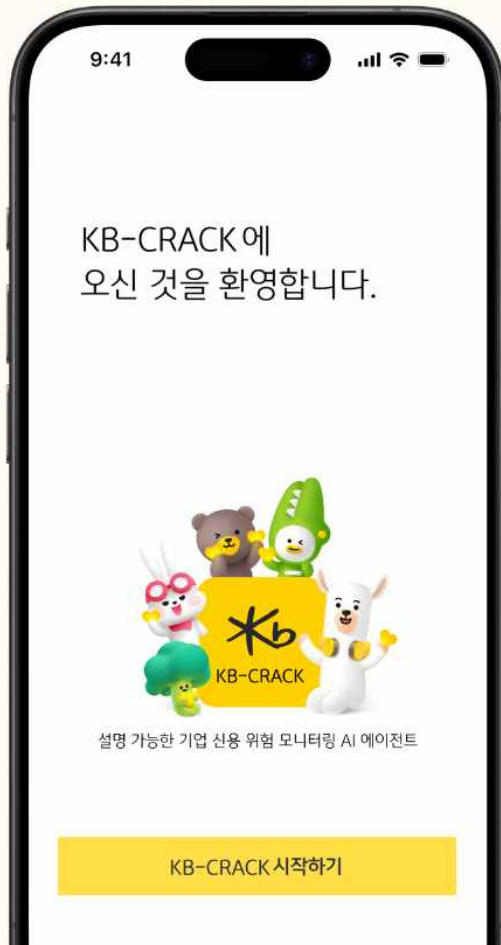 9:41
KB-CRACK에
오신 것을 환영합니다.
Kb
KB-CRACK
설명 가능한 기업 신용 위험 모니터링 AI 에이전트
KB-CRACK 시작하기